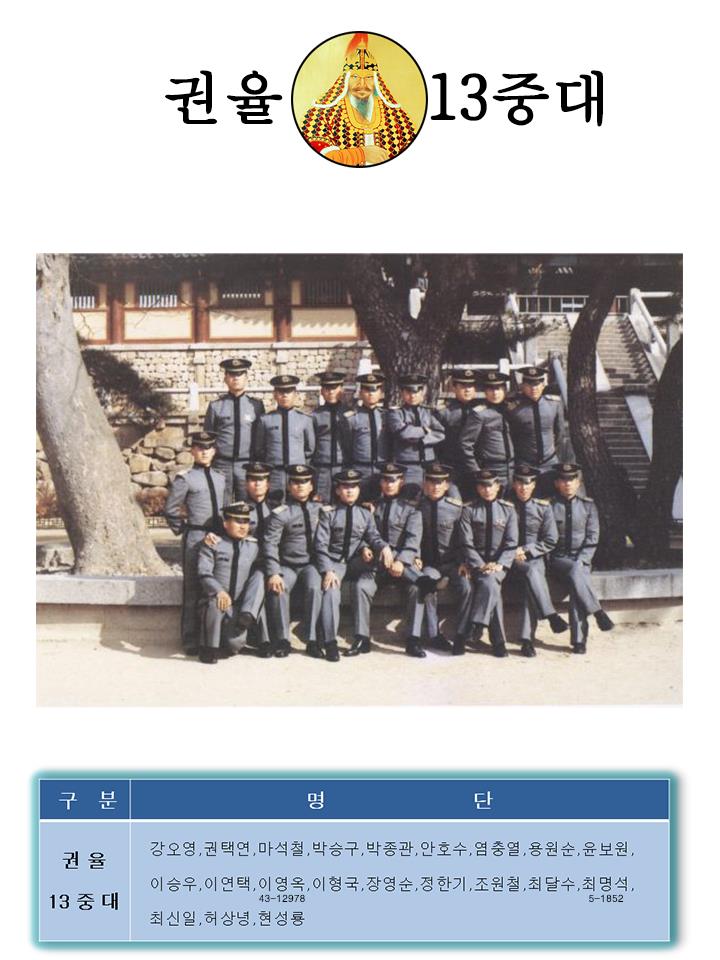 권율 13중대
구 분 명 단
권 율
13 중 대
강오영,권택연,마석철,박승구,박종관,안호수,염충열,용원순,윤보원,
이승우,이연택,이영옥,이형국,장영순,정한기,조원철,최달수,최명석,
43-12978 5-1852
최신일,허상녕,현성룡